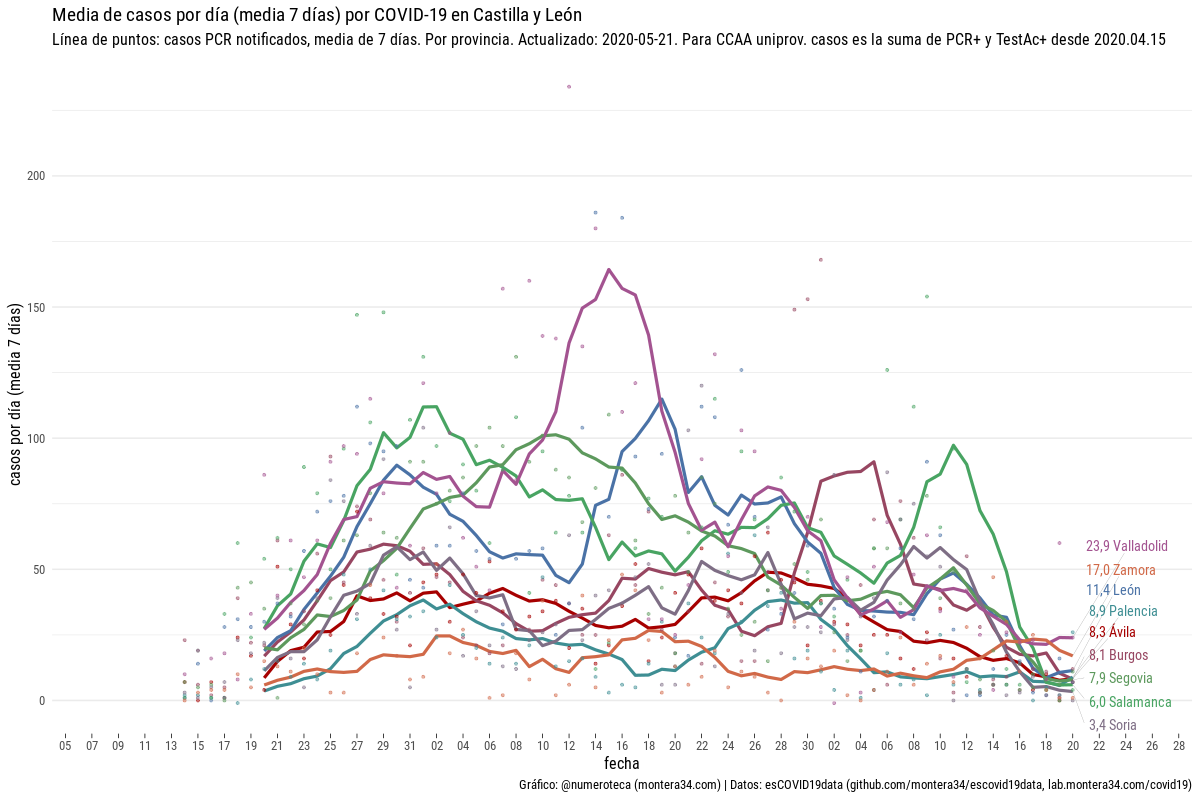 Media de casos por día (media 7 días) por COVID-19 en Castilla y León
Línea de puntos: casos PCR notificados, media de 7 días. Por provincia. Actualizado: 2020-05-21. Para CCAA uniprov. casos es la suma de PCR+ y TestAc+ desde 2020.04.15
casos por día (media 7 días)
200
150
100
50
0
23,9 Valladolid
17,0 Zamora
11,4 León
8,9 Palencia
8,3 Ávila
8,1 Burgos
7,9 Segovia
6,0 Salamanca
3,4 Soria
05 07 09 11 13 15 17 19 21 23 25 27 29 31 02 04 06 08 10 12 14 16 18 20 22 24 26 28 30 02 04 06 08 10 12 14 16 18 20 22 24 26 28
fecha
Gráfico: @numeroteca (montera34.com) | Datos: esCOVID19data (github.com/montera34/escovid19data, lab.montera34.com/covid19)